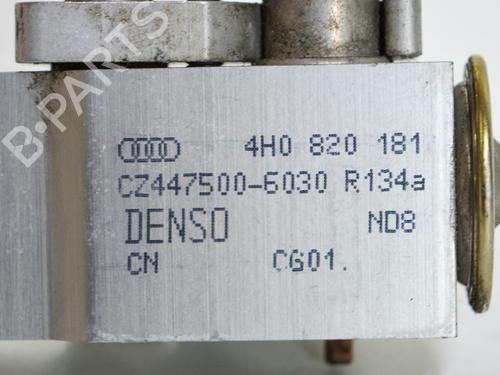 B-PARTS
4H0 820 181
CZ447500-6030 R134a
DENSO ND8
CN CG01.